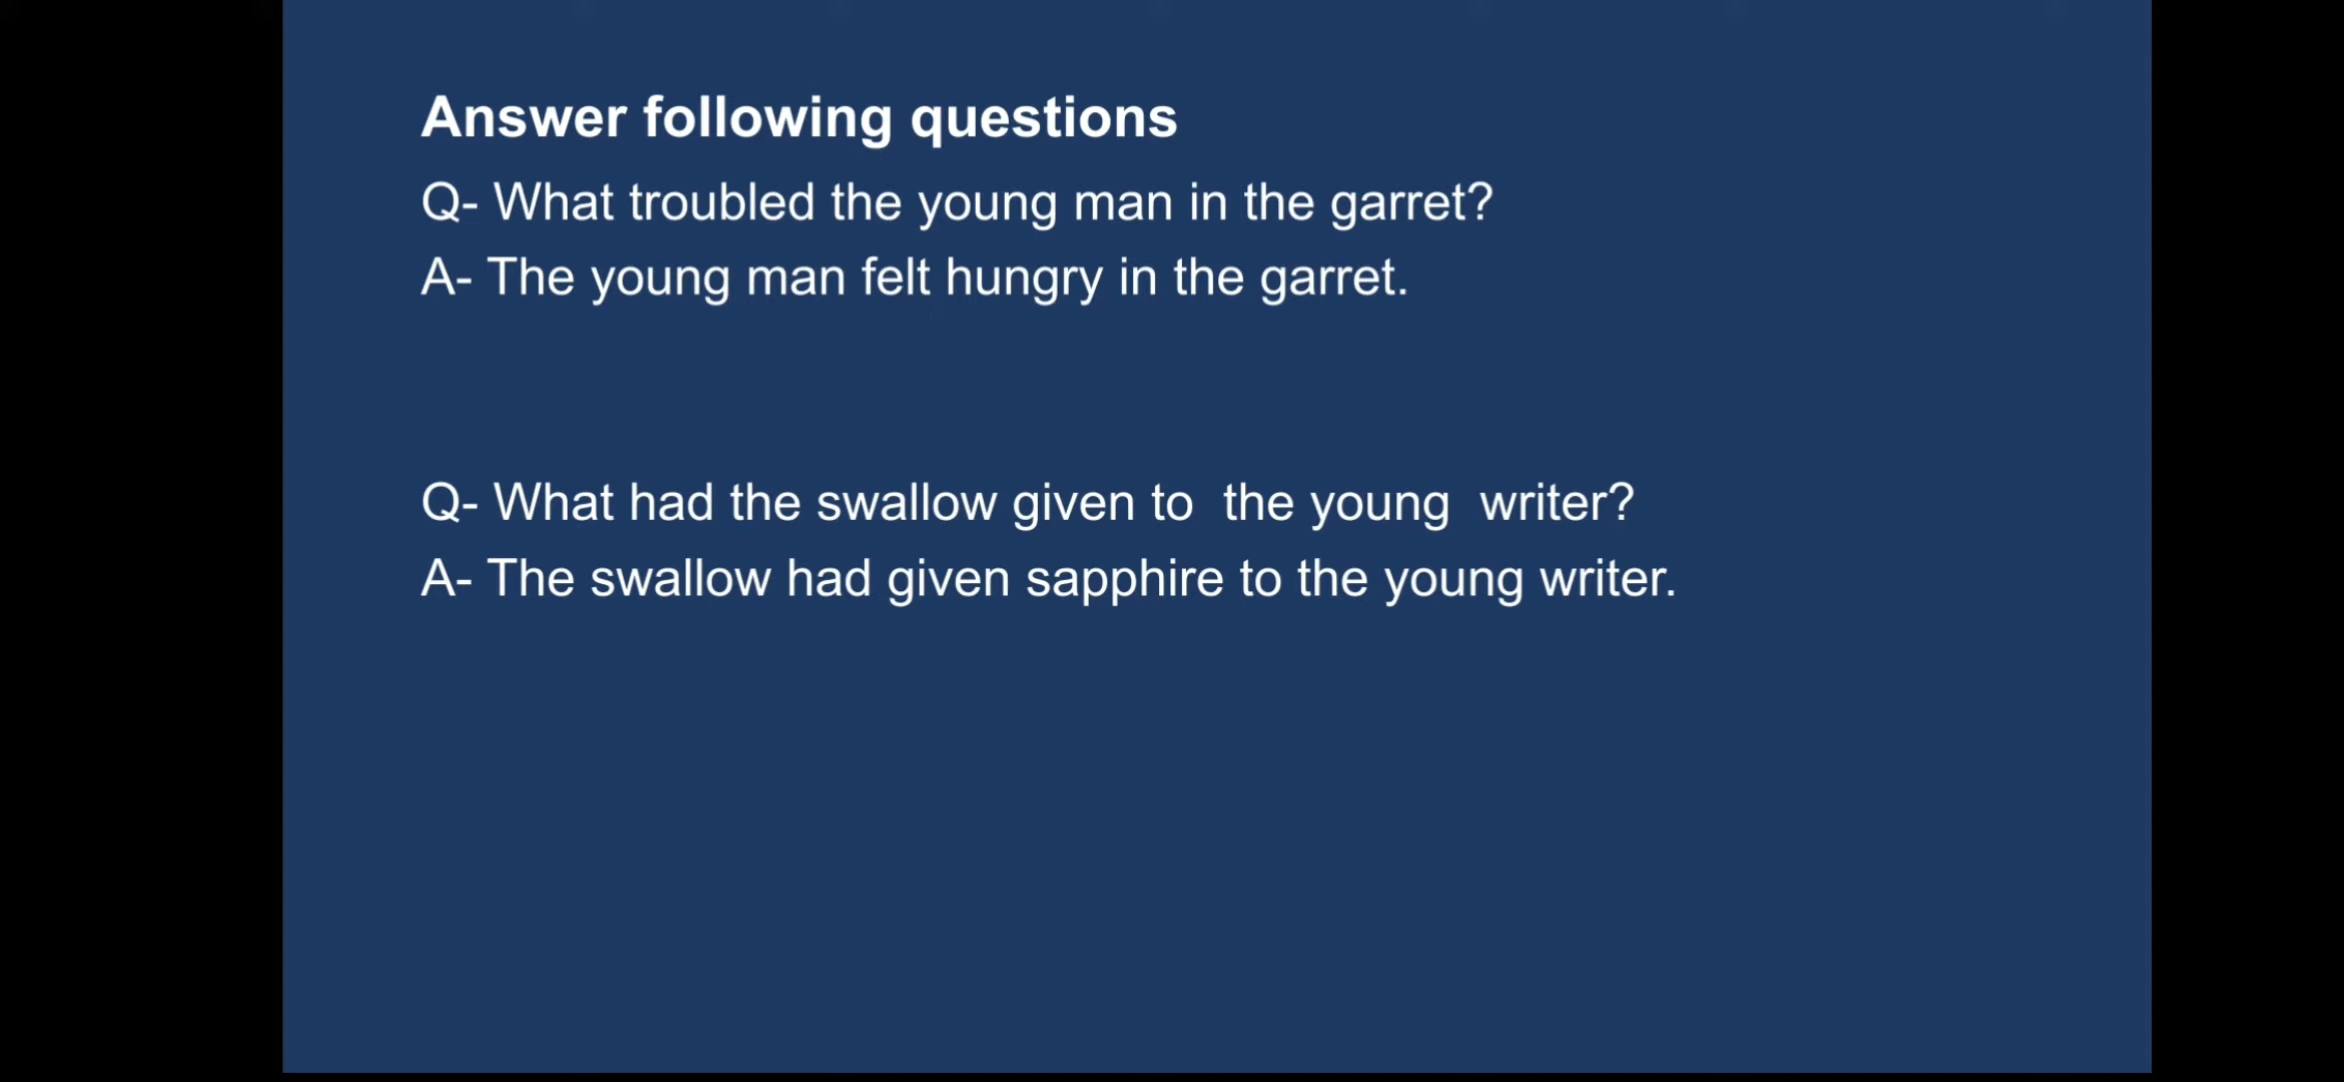 Answer following questions
Q- What troubled the young man in the garret?
A- The young man felt hungry in the garret.
Q- What had the swallow given to  the young  writer?
A- The swallow had given sapphire to the young writer.